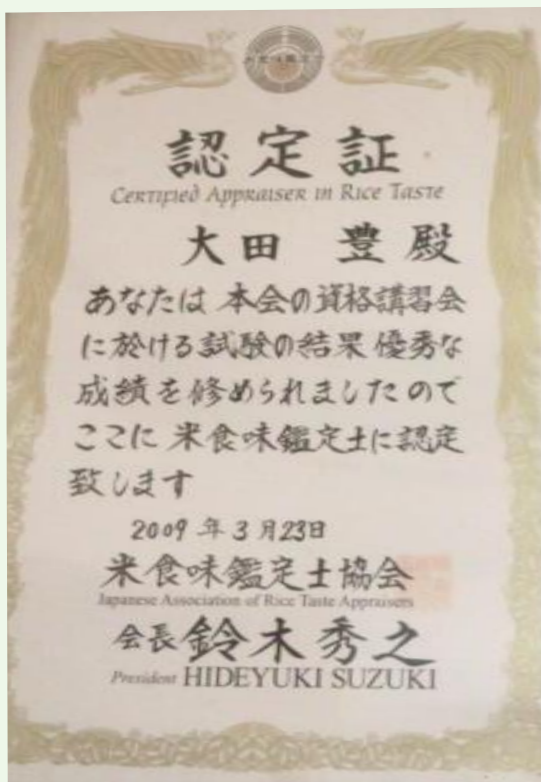 認定証
Certified Appraiser in Rice Taste
大田 豊 殿
あなたは 本会の資格講習会
に於ける試験の結果 優秀な
成績を修められましたので
ここに 米食味鑑定士に認定
致します
2009年3月23日
米食味鑑定士協会
Japanese Association of Rice Taste Appraisers
会長 鈴木秀之
President HIDEYUKI SUZUKI